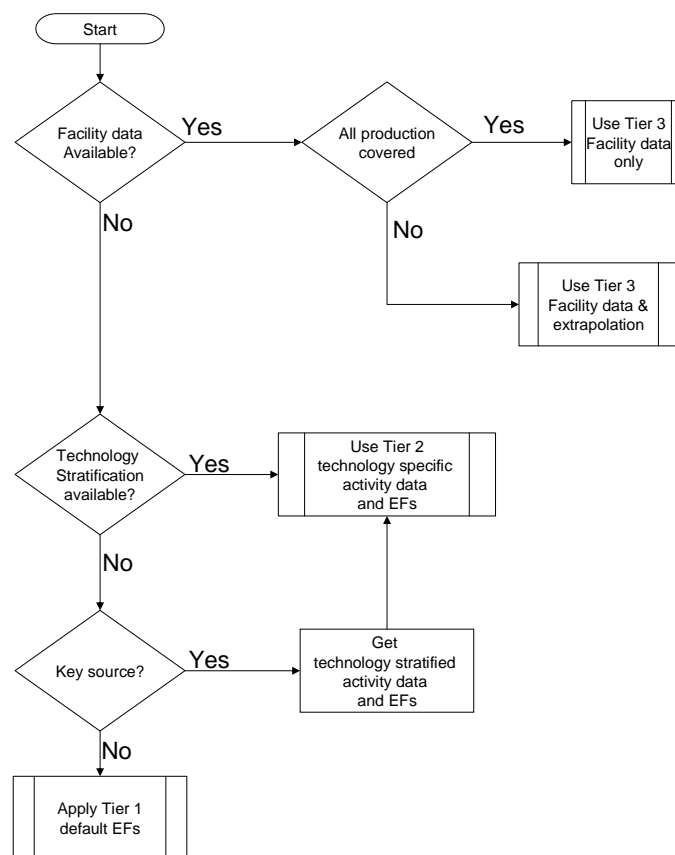 Start
Facility data
Available?
Yes
All production
covered
Yes
Use Tier 3
Facility data
only
No
No
Use Tier 3
Facility data &
extrapolation
Technology
Stratification
available?
Yes
Use Tier 2
technology specific
activity data
and EFs
No
Key source?
Yes
Get
technology stratified
activity data
and EFs
No
Apply Tier 1
default EFs